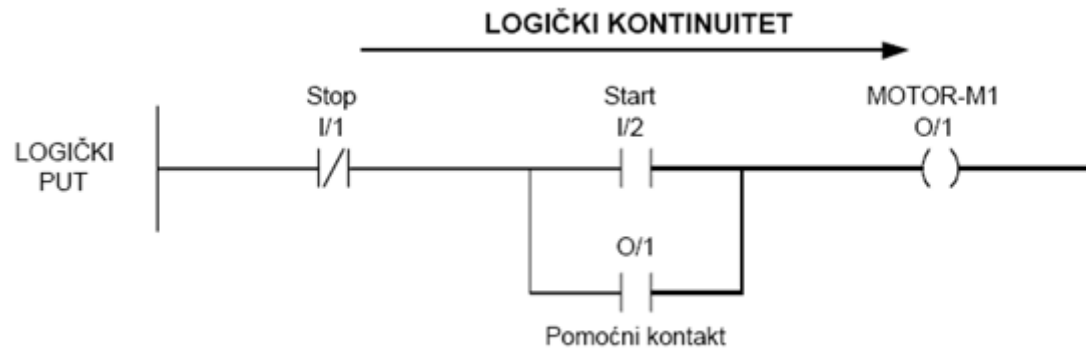 LOGIČKI KONTINUITET
Stop
I/1
Start
I/2
MOTOR-M1
O/1
LOGIČKI
PUT
O/1
Pomoćni kontakt